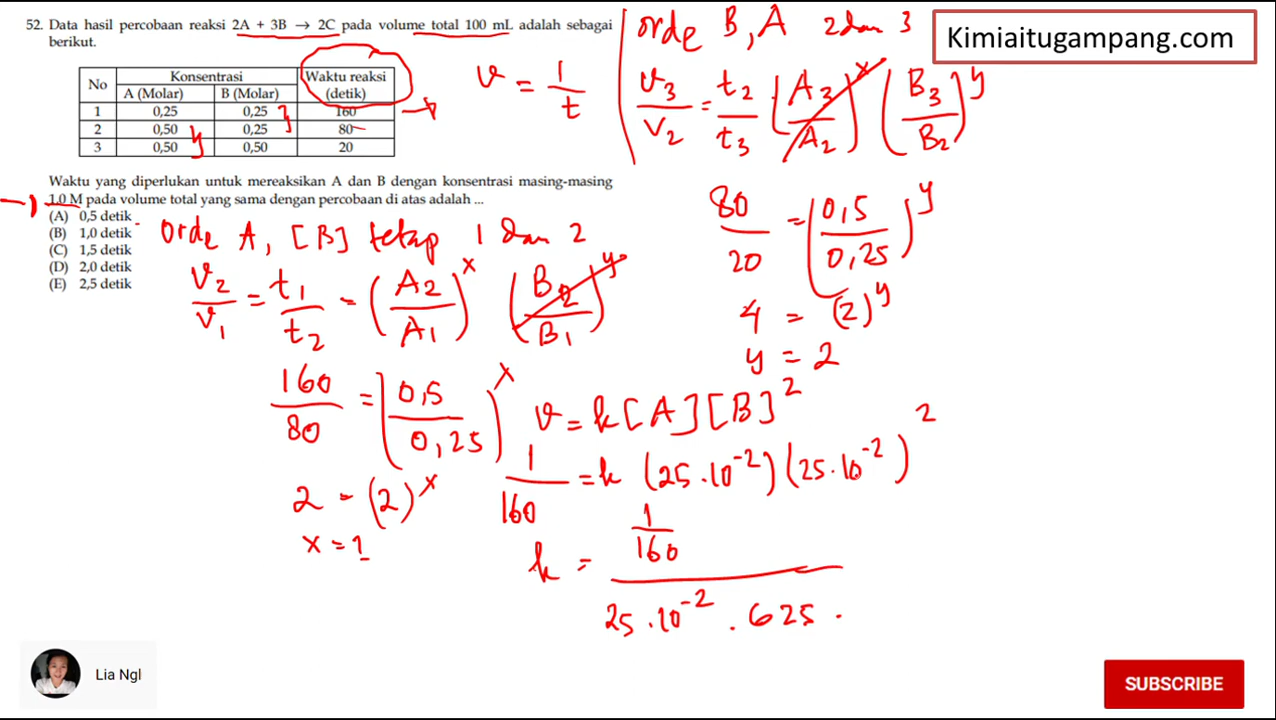 52. Data hasil percobaan reaksi 2A + 3B → 2C pada volume total 100 mL adalah sebagai
berikut.
No Konsentrasi Waktu reaksi
A (Molar) B (Molar) (detik)
1 0,25 0,25 160
2 0,50 0,25 80
3 0,50 0,50 20
Waktu yang diperlukan untuk mereaksikan A dan B dengan konsentrasi masing-masing
1,0 M pada volume total yang sama dengan percobaan di atas adalah ...
(A) 0,5 detik
(B) 1,0 detik
(C) 1,5 detik
(D) 2,0 detik
(E) 2,5 detik
v = 1/t
orde A, [B] tetap 1 dan 2
v2/v1 = t1/t2 = (A2/A1)^x (B2/B1)^y
160/80 = (0,5/0,25)^x
2 = (2)^x
x = 1
orde B, A 2 dan 3
v3/v2 = t2/t3 (A3/A2)^x (B3/B2)^y
80/20 = (0,5/0,25)^y
4 = (2)^y
y = 2
v = k[A][B]^2
1/160 = k (25.10^-2)(25.10^-2)^2
k = 1/160 / 25.10^-2 . 625 .
Kimiaitugampang.com
Lia Ngl
SUBSCRIBE